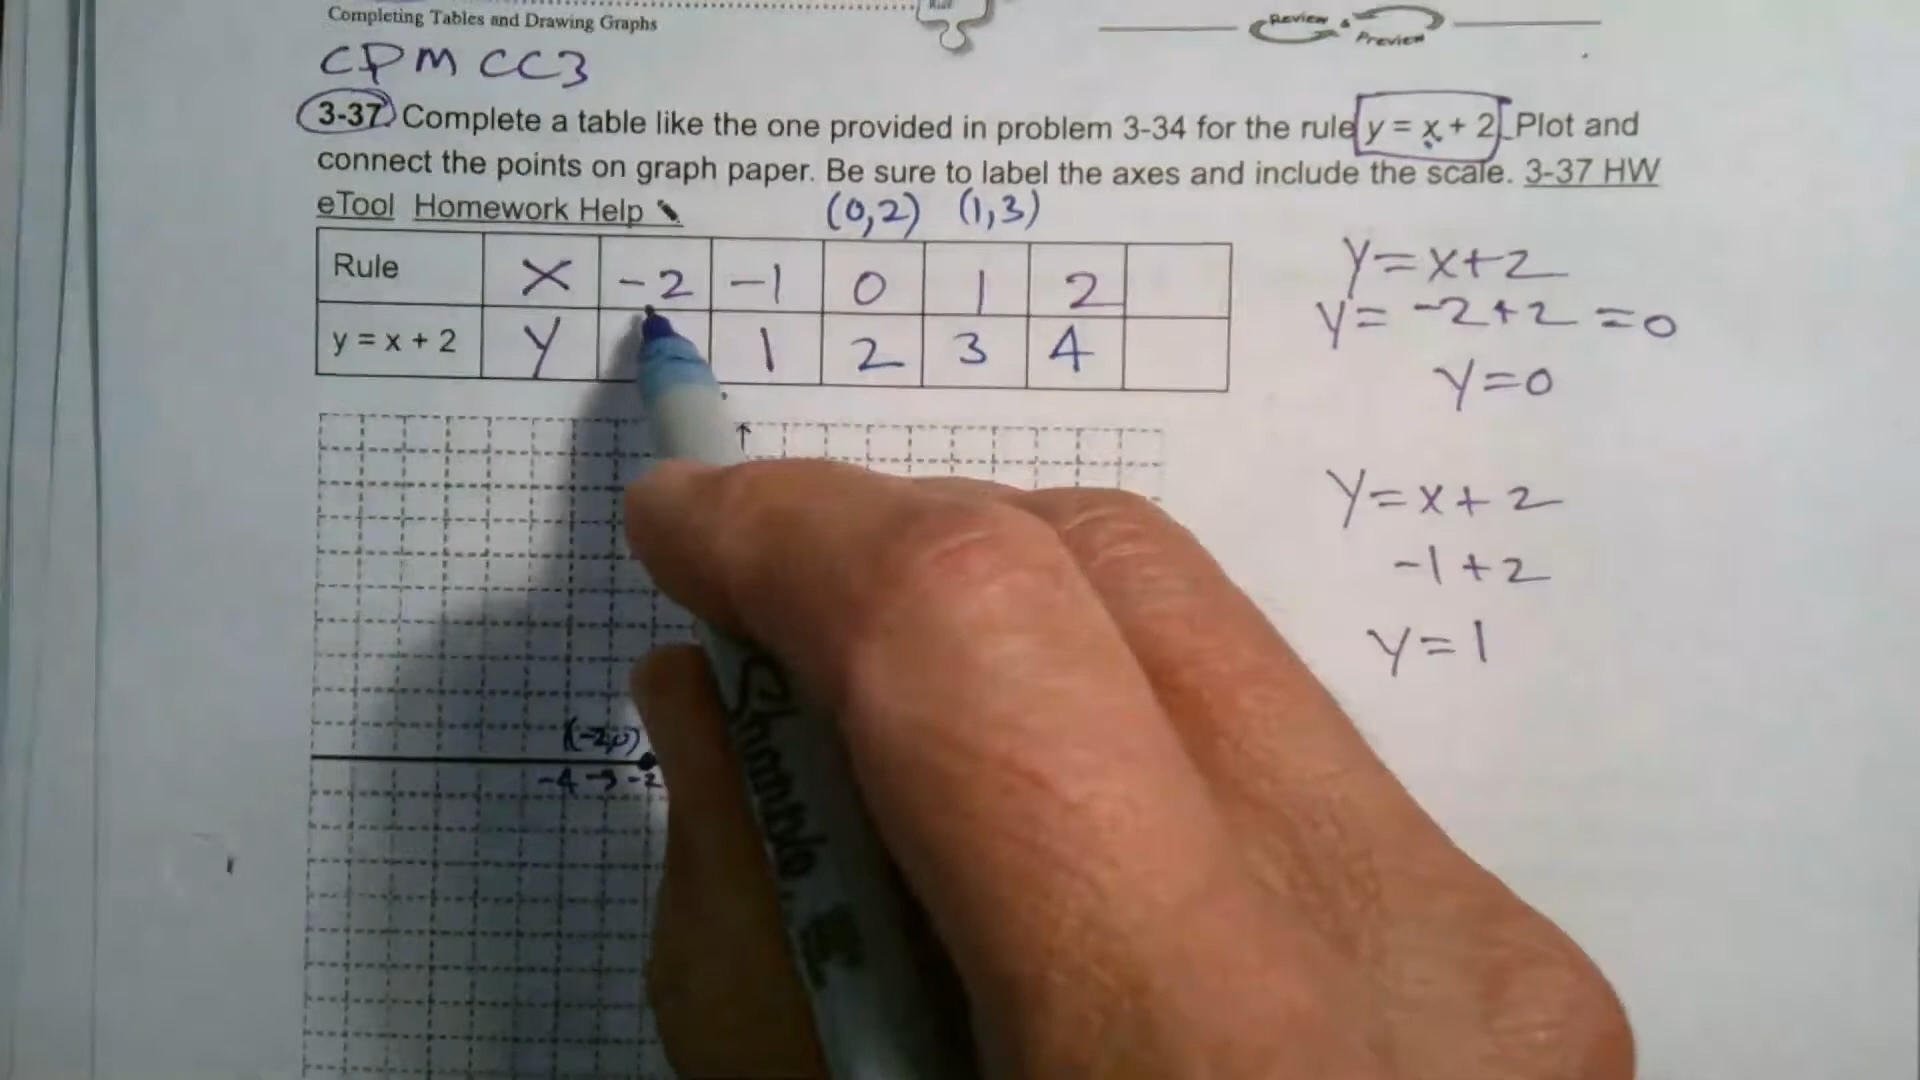 Completing Tables and Drawing Graphs
Review & Preview
CPM CC3
3-37. Complete a table like the one provided in problem 3-34 for the rule y = x + 2. Plot and
connect the points on graph paper. Be sure to label the axes and include the scale. 3-37 HW
eTool Homework Help ✎
(0,2) (1,3)
Rule X -2 -1 0 1 2
y = x + 2 Y 1 2 3 4
y=x+2
y= -2+2 =0
y=0
y=x+2
-1+2
y=1
(-2,0)
-4 -3 -2
Sharpie